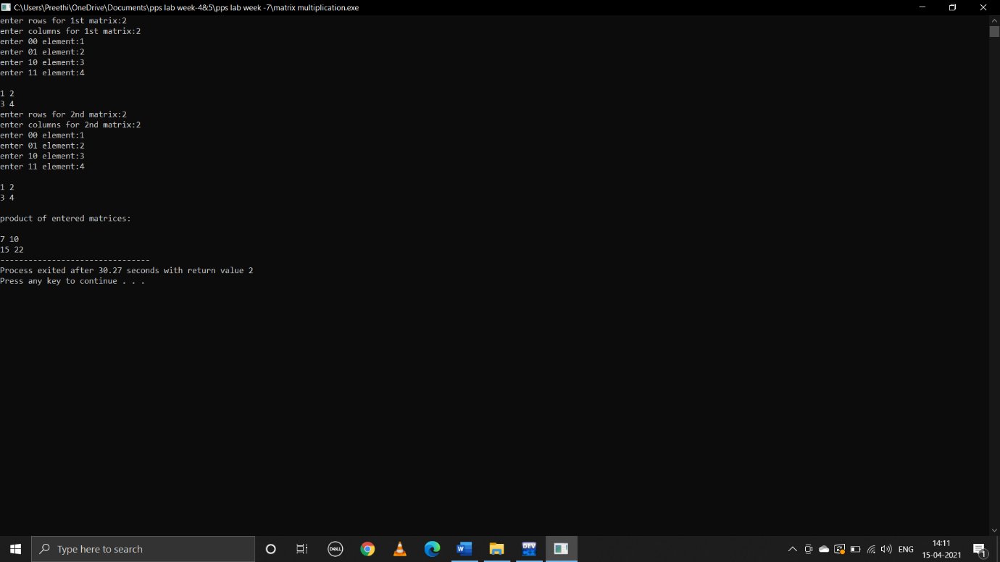 C:\Users\Preethi\OneDrive\Documents\pps lab week-4&5\pps lab week -7\matrix multiplication.exe
enter rows for 1st matrix:2
enter columns for 1st matrix:2
enter 00 element:1
enter 01 element:2
enter 10 element:3
enter 11 element:4
1 2
3 4
enter rows for 2nd matrix:2
enter columns for 2nd matrix:2
enter 00 element:1
enter 01 element:2
enter 10 element:3
enter 11 element:4
1 2
3 4
product of entered matrices:
7 10
15 22
--------------------------------
Process exited after 30.27 seconds with return value 2
Press any key to continue . . .
Type here to search
DELL
W
DEV
C++
ENG
14:11
15-04-2021
1